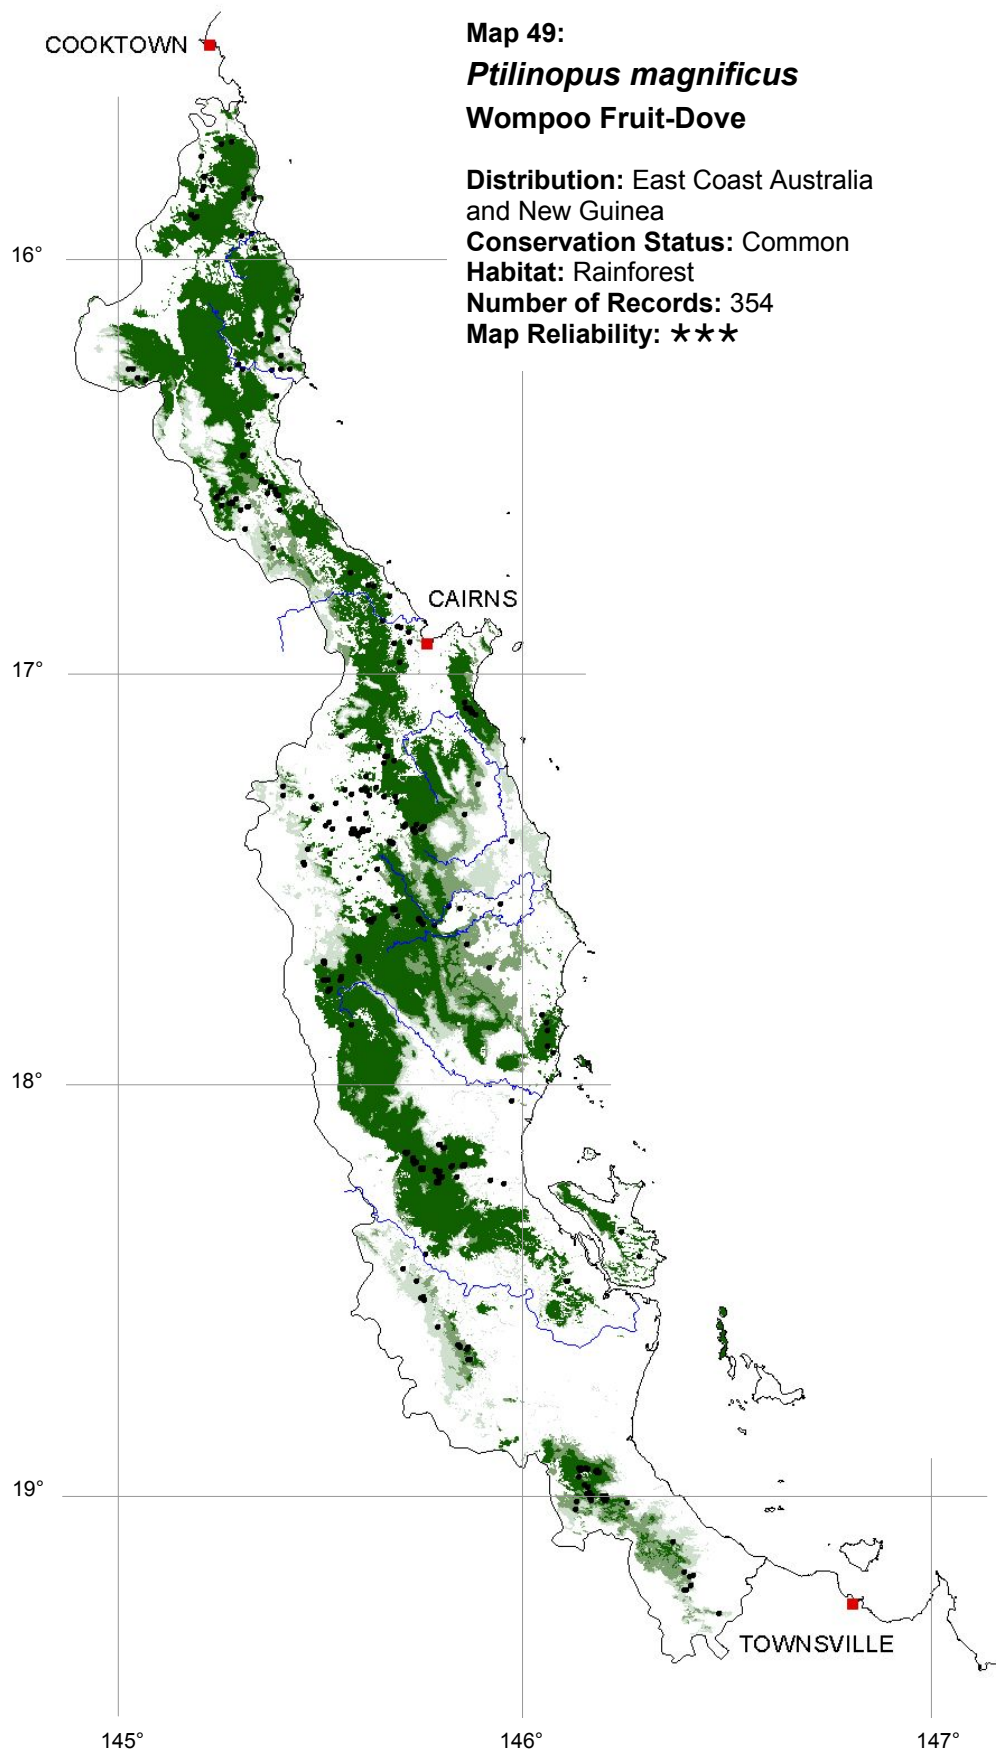 Map 49:
COOKTOWN
Ptilinopus magnificus
Wompoo Fruit-Dove
Distribution: East Coast Australia
and New Guinea
Conservation Status: Common
16°
Habitat: Rainforest
Number of Records: 354
Map Reliability: ***
CAIRNS
17°
18°
19°
TOWNSVILLE
145°
146°
147°